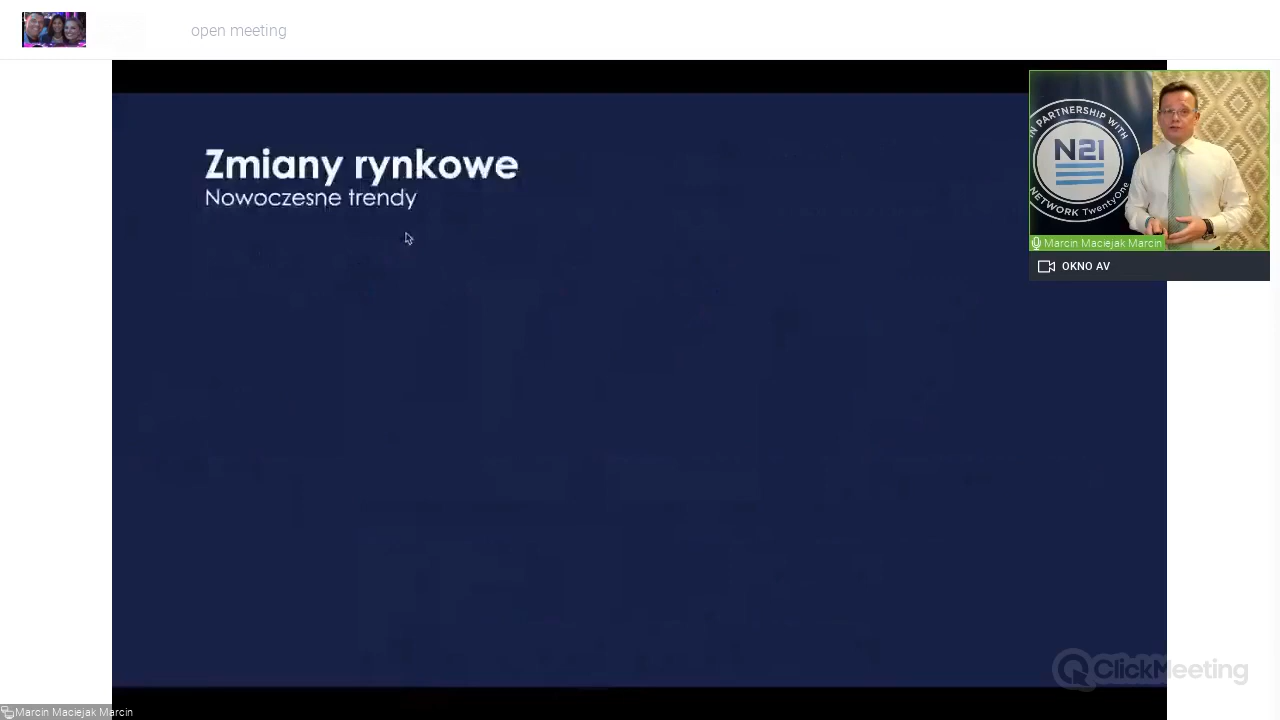 open meeting
Zmiany rynkowe
Nowoczesne trendy
IN PARTNERSHIP WITH
N21
NETWORK TwentyOne
Marcin Maciejak Marcin
OKNO AV
ClickMeeting
Marcin Maciejak Marcin